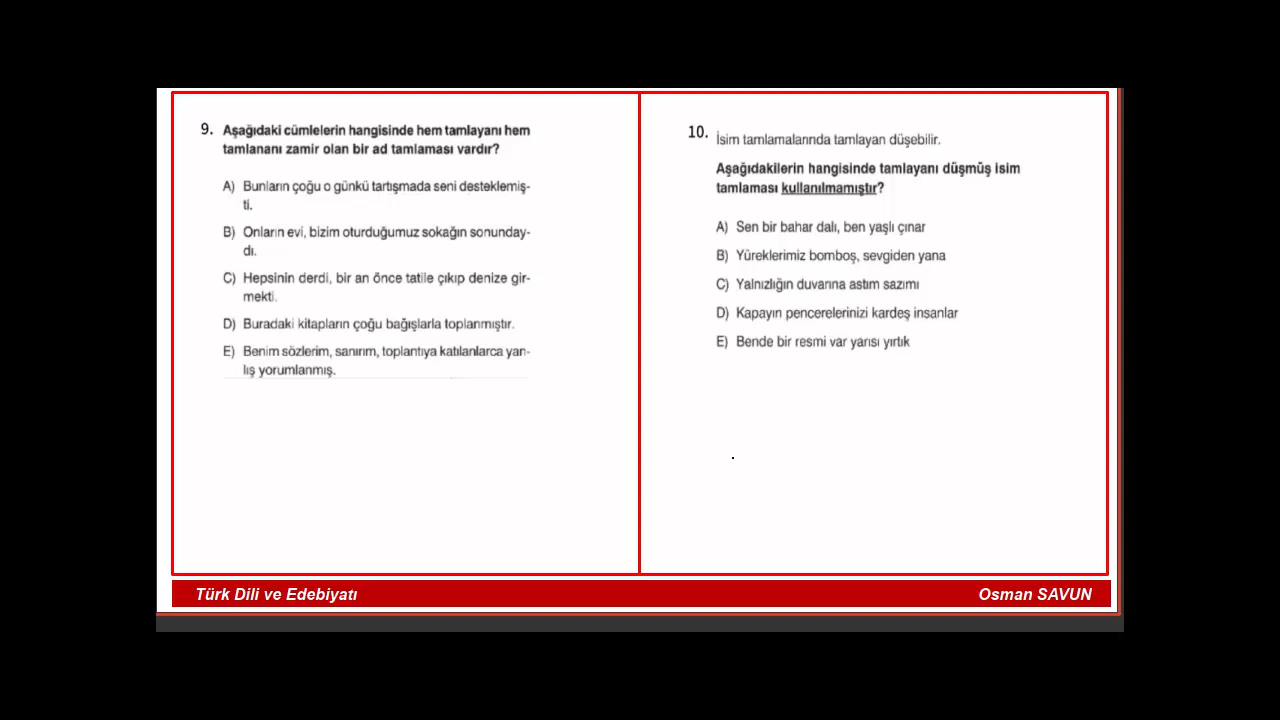 9. Aşağıdaki cümlelerin hangisinde hem tamlayanı hem
tamlananı zamir olan bir ad tamlaması vardır?
A) Bunların çoğu o günkü tartışmada seni desteklemiş-
ti.
B) Onların evi, bizim oturduğumuz sokağın sonunday-
dı.
C) Hepsinin derdi, bir an önce tatile çıkıp denize gir-
mekti.
D) Buradaki kitapların çoğu bağışlarla toplanmıştır.
E) Benim sözlerim, sanırım, toplantıya katılanlarca yan-
lış yorumlanmış.
10. İsim tamlamalarında tamlayan düşebilir.
Aşağıdakilerin hangisinde tamlayanı düşmüş isim
tamlaması kullanılmamıştır?
A) Sen bir bahar dalı, ben yaşlı çınar
B) Yüreklerimiz bomboş, sevgiden yana
C) Yalnızlığın duvarına astım sazımı
D) Kapayın pencerelerinizi kardeş insanlar
E) Bende bir resmi var yarısı yırtık
Türk Dili ve Edebiyatı
Osman SAVUN